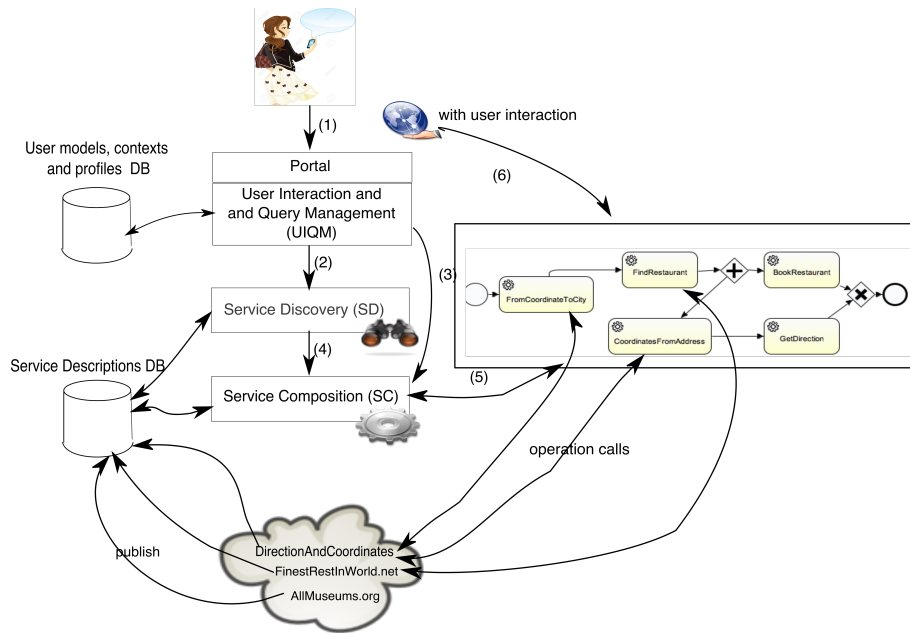 (1)
with user interaction
User models, contexts
and profiles  DB
Portal
(6)
User Interaction and
and Query Management
(UIQM)
(2)
(3)
FindRestaurant
BookRestaurant
FromCoordinateToCity
Service Discovery (SD)
CoordinatesFromAddress
GetDirection
(4)
Service Descriptions DB
(5)
Service Composition (SC)
operation calls
publish
DirectionAndCoordinates
FinestRestInWorld.net
AllMuseums.org